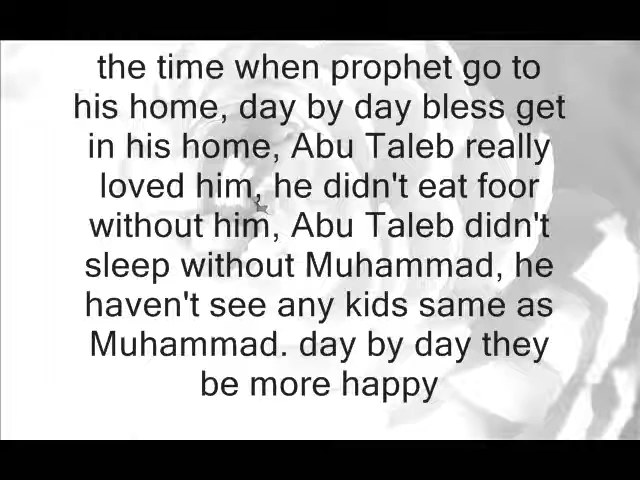 the time when prophet go to
his home, day by day bless get
in his home, Abu Taleb really
loved him, he didn't eat foor
without him, Abu Taleb didn't
sleep without Muhammad, he
haven't see any kids same as
Muhammad. day by day they
be more happy